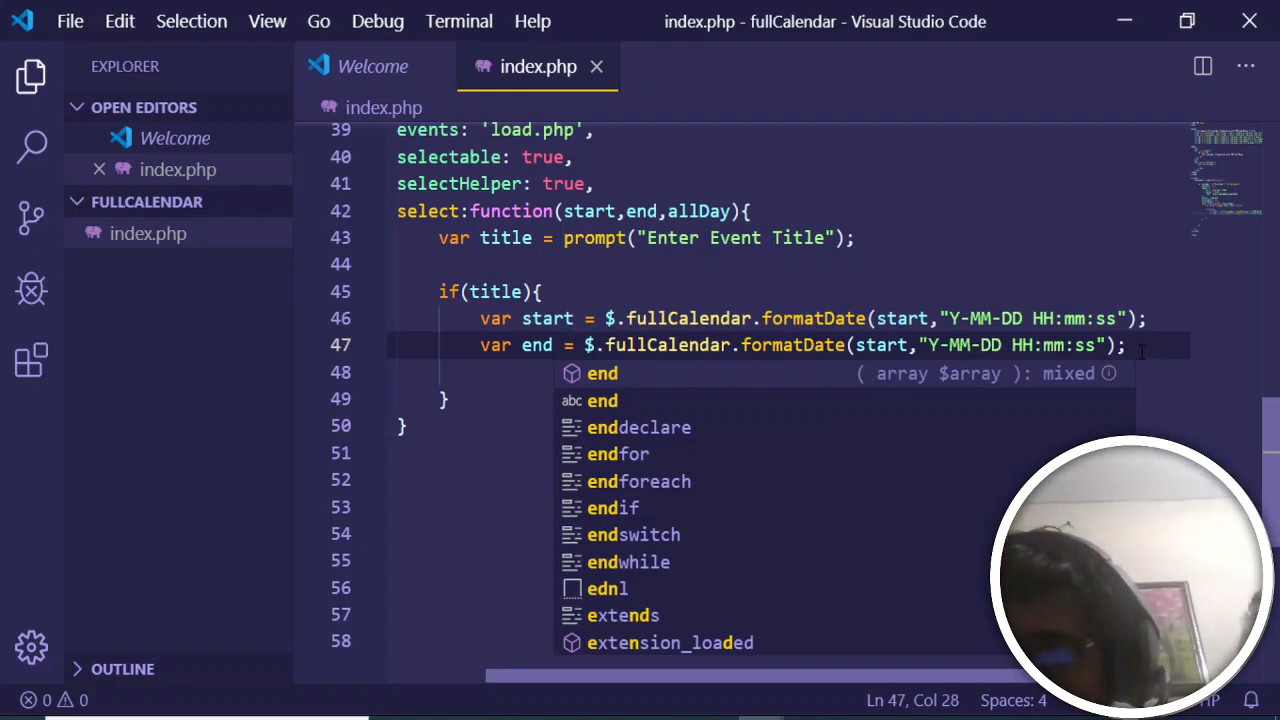 File Edit Selection View Go Debug Terminal Help index.php - fullCalendar - Visual Studio Code
EXPLORER
OPEN EDITORS
Welcome
index.php
FULLCALENDAR
index.php
OUTLINE
Welcome index.php
index.php
39 events: 'load.php',
40 selectable: true,
41 selectHelper: true,
42 select:function(start,end,allDay){
43 var title = prompt("Enter Event Title");
44
45 if(title){
46 var start = $.fullCalendar.formatDate(start,"Y-MM-DD HH:mm:ss");
47 var end = $.fullCalendar.formatDate(start,"Y-MM-DD HH:mm:ss");
48
49 }
50 }
51
52
53
54
55
56
57
58
end ( array $array ): mixed
abc end
enddeclare
endfor
endforeach
endif
endswitch
endwhile
ednl
extends
extension_loaded
0 0 Ln 47, Col 28 Spaces: 4 HP